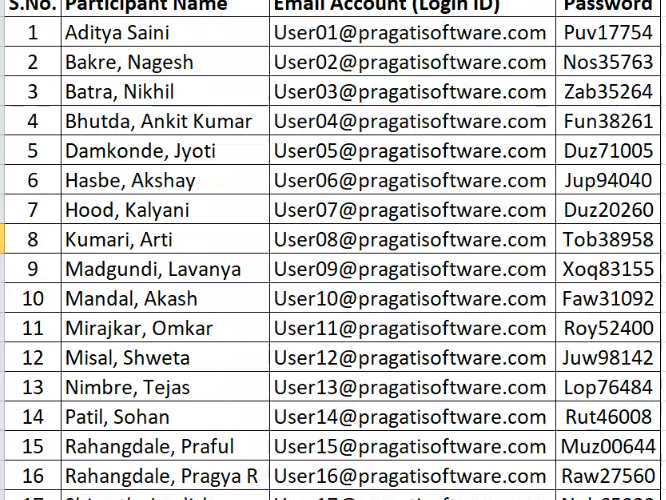 S.No. Participant Name Email Account (Login ID) Password
1 Aditya Saini User01@pragatisoftware.com Puv17754
2 Bakre, Nagesh User02@pragatisoftware.com Nos35763
3 Batra, Nikhil User03@pragatisoftware.com Zab35264
4 Bhutda, Ankit Kumar User04@pragatisoftware.com Fun38261
5 Damkonde, Jyoti User05@pragatisoftware.com Duz71005
6 Hasbe, Akshay User06@pragatisoftware.com Jup94040
7 Hood, Kalyani User07@pragatisoftware.com Duz20260
8 Kumari, Arti User08@pragatisoftware.com Tob38958
9 Madgundi, Lavanya User09@pragatisoftware.com Xoq83155
10 Mandal, Akash User10@pragatisoftware.com Faw31092
11 Mirajkar, Omkar User11@pragatisoftware.com Roy52400
12 Misal, Shweta User12@pragatisoftware.com Juw98142
13 Nimbre, Tejas User13@pragatisoftware.com Lop76484
14 Patil, Sohan User14@pragatisoftware.com Rut46008
15 Rahangdale, Praful User15@pragatisoftware.com Muz00644
16 Rahangdale, Pragya R User16@pragatisoftware.com Raw27560
17 User17@pragatisoftware.com